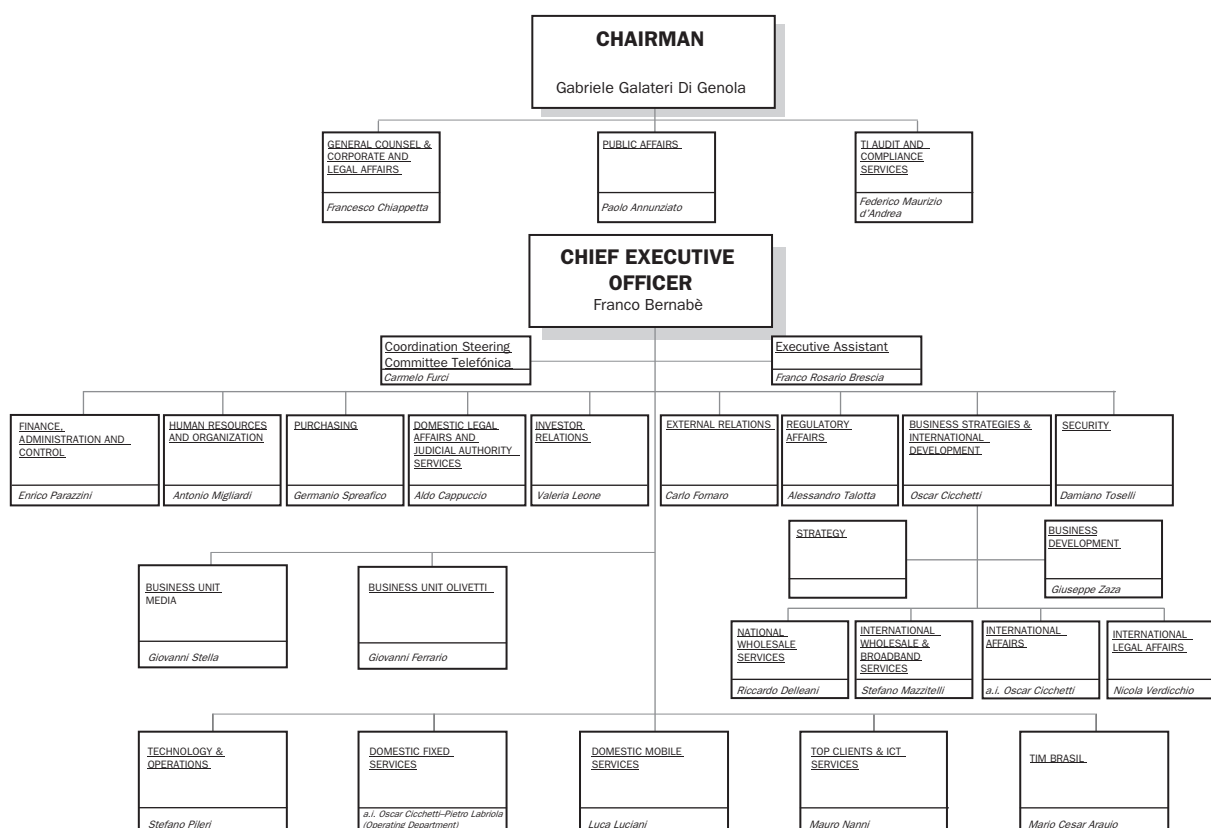 CHAIRMAN
Gabriele Galateri Di Genola
GENERAL COUNSEL &
CORPORATE AND
LEGAL AFFAIRS
Francesco Chiappetta
PUBLIC AFFAIRS
Paolo Annunziato
TI AUDIT AND
COMPLIANCE
SERVICES
Federico Maurizio
d'Andrea
CHIEF EXECUTIVE
OFFICER
Franco Bernabè
Coordination Steering
Committee Telefónica
Carmelo Furci
Executive Assistant
Franco Rosario Brescia
FINANCE,
ADMINISTRATION AND
CONTROL
Enrico Parazzini
HUMAN RESOURCES
AND ORGANIZATION
Antonio Migliardi
PURCHASING
Germanio Spreafico
DOMESTIC LEGAL
AFFAIRS AND
JUDICIAL AUTHORITY
SERVICES
Aldo Cappuccio
INVESTOR
RELATIONS
Valeria Leone
EXTERNAL RELATIONS
Carlo Fornaro
REGULATORY
AFFAIRS
Alessandro Talotta
BUSINESS STRATEGIES &
INTERNATIONAL
DEVELOPMENT
Oscar Cicchetti
SECURITY
Damiano Toselli
STRATEGY
BUSINESS
DEVELOPMENT
Giuseppe Zaza
BUSINESS UNIT
MEDIA
Giovanni Stella
BUSINESS UNIT OLIVETTI
Giovanni Ferrario
NATIONAL
WHOLESALE
SERVICES
Riccardo Delleani
INTERNATIONAL
WHOLESALE &
BROADBAND
SERVICES
Stefano Mazzitelli
INTERNATIONAL
AFFAIRS
a.i. Oscar Cicchetti
INTERNATIONAL
LEGAL AFFAIRS
Nicola Verdicchio
TECHNOLOGY &
OPERATIONS
Stefano Pileri
DOMESTIC FIXED
SERVICES
a.i. Oscar Cicchetti–Pietro Labriola
(Operating Department)
DOMESTIC MOBILE
SERVICES
Luca Luciani
TOP CLIENTS & ICT
SERVICES
Mauro Nanni
TIM BRASIL
Mario Cesar Araujo